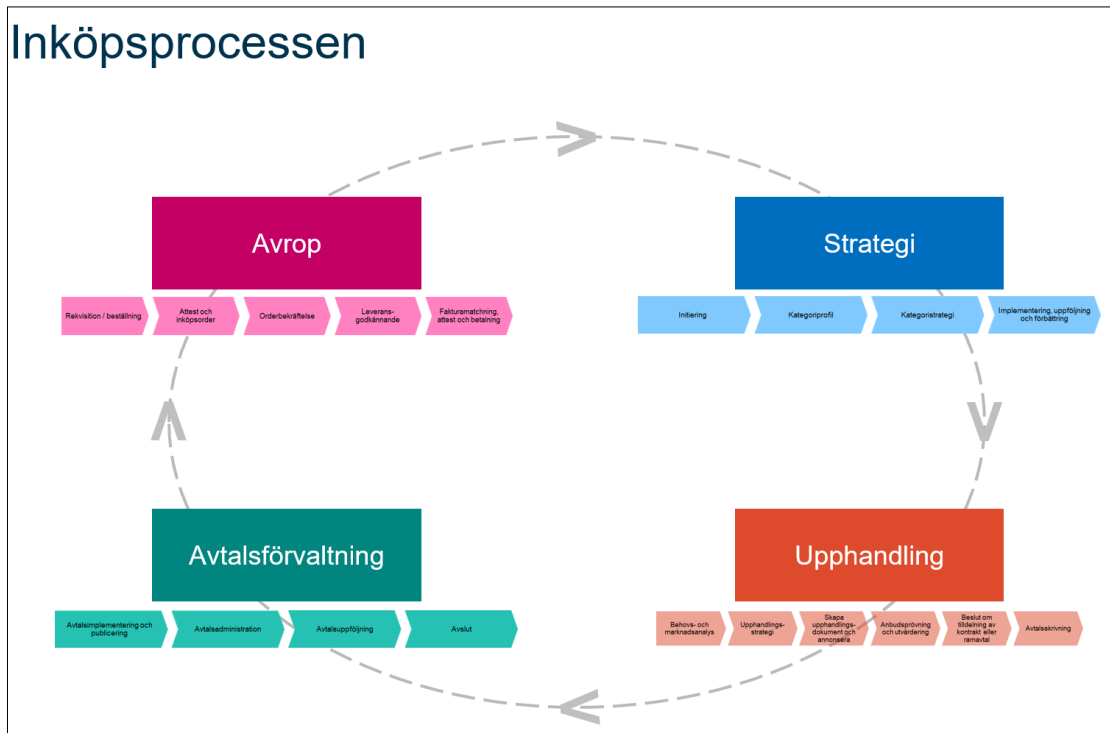 Inköpsprocessen
Avrop
Rekvisition / beställning
Attest och
inköpsorder
Orderbekräftelse
Leverans-
godkännande
Fakturamatchning,
attest och betalning
Strategi
Initiering
Kategoriprofil
Kategoristrategi
Implementering, uppföljning
och förbättring
Avtalsförvaltning
Avtalsimplementering och
publicering
Avtalsadministration
Avtalsuppföljning
Avslut
Upphandling
Behovs- och
marknadsanalys
Upphandlings-
strategi
Skapa
upphandlings-
dokument och
annonsera
Anbudsprövning
och utvärdering
Beslut om
tilldelning av
kontrakt eller
ramavtal
Avtalsskrivning